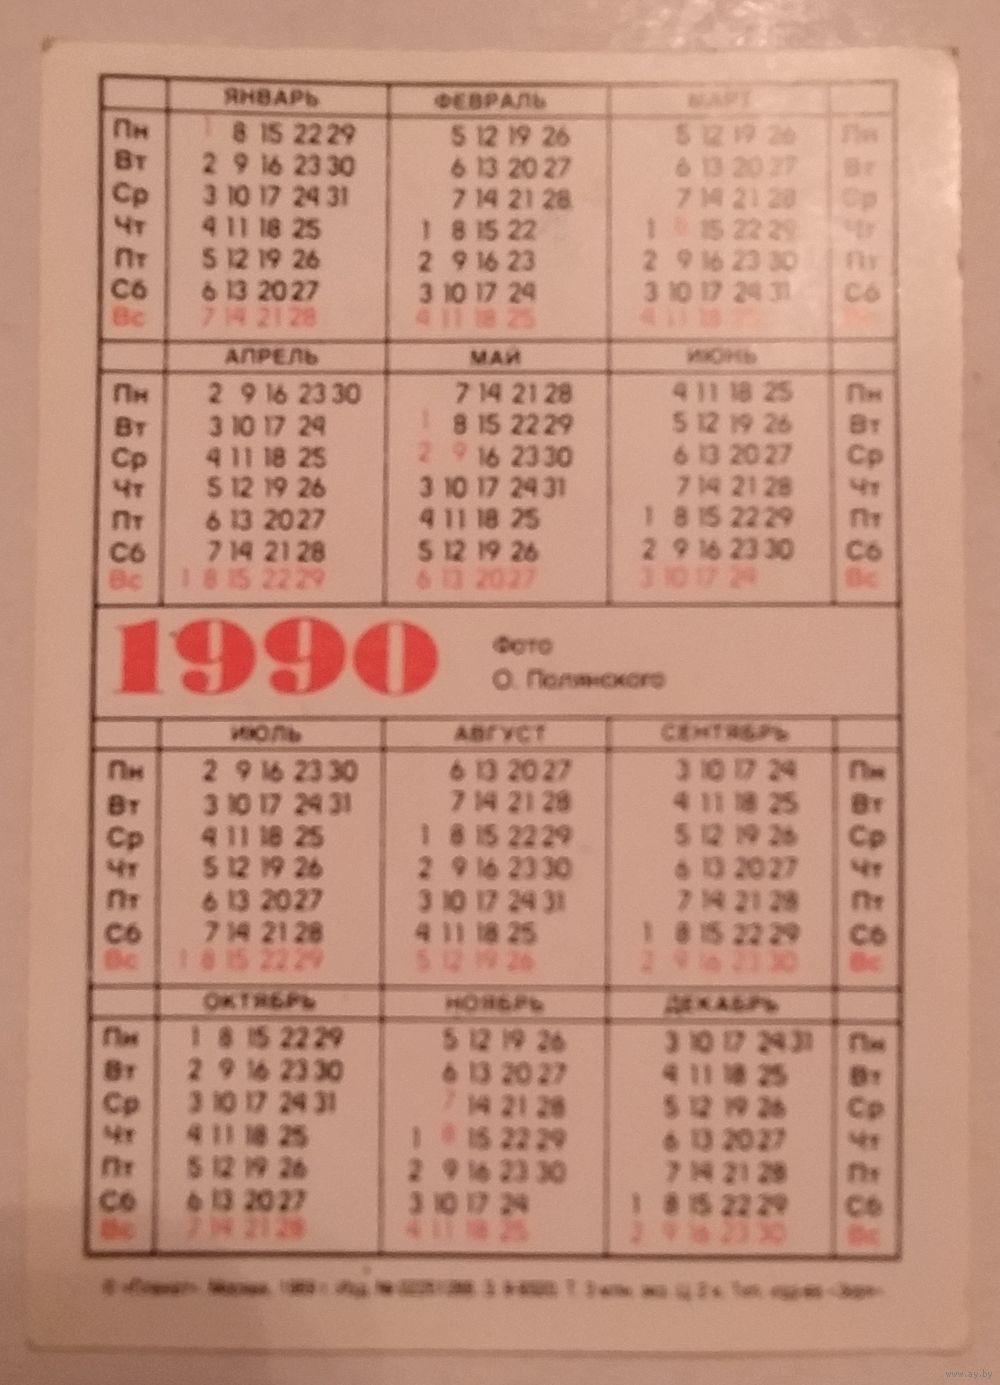 ЯНВАРЬ ФЕВРАЛЬ МАРТ
Пн 1 8 15 22 29 5 12 19 26 5 12 19 26 Пн
Вт 2 9 16 23 30 6 13 20 27 6 13 20 27 Вт
Ср 3 10 17 24 31 7 14 21 28 7 14 21 28 Ср
Чт 4 11 18 25 1 8 15 22 1 8 15 22 29 Чт
Пт 5 12 19 26 2 9 16 23 2 9 16 23 30 Пт
Сб 6 13 20 27 3 10 17 24 3 10 17 24 31 Сб
Вс 7 14 21 28 4 11 18 25 4 11 18 25 Вс
АПРЕЛЬ МАЙ ИЮНЬ
Пн 2 9 16 23 30 7 14 21 28 4 11 18 25 Пн
Вт 3 10 17 24 1 8 15 22 29 5 12 19 26 Вт
Ср 4 11 18 25 2 9 16 23 30 6 13 20 27 Ср
Чт 5 12 19 26 3 10 17 24 31 7 14 21 28 Чт
Пт 6 13 20 27 4 11 18 25 1 8 15 22 29 Пт
Сб 7 14 21 28 5 12 19 26 2 9 16 23 30 Сб
Вс 1 8 15 22 29 6 13 20 27 3 10 17 24 Вс
1990
Фото
О. Полянского
ИЮЛЬ АВГУСТ СЕНТЯБРЬ
Пн 2 9 16 23 30 6 13 20 27 3 10 17 24 Пн
Вт 3 10 17 24 31 7 14 21 28 4 11 18 25 Вт
Ср 4 11 18 25 1 8 15 22 29 5 12 19 26 Ср
Чт 5 12 19 26 2 9 16 23 30 6 13 20 27 Чт
Пт 6 13 20 27 3 10 17 24 31 7 14 21 28 Пт
Сб 7 14 21 28 4 11 18 25 1 8 15 22 29 Сб
Вс 1 8 15 22 29 5 12 19 26 2 9 16 23 30 Вс
ОКТЯБРЬ НОЯБРЬ ДЕКАБРЬ
Пн 1 8 15 22 29 5 12 19 26 3 10 17 24 31 Пн
Вт 2 9 16 23 30 6 13 20 27 4 11 18 25 Вт
Ср 3 10 17 24 31 7 14 21 28 5 12 19 26 Ср
Чт 4 11 18 25 1 8 15 22 29 6 13 20 27 Чт
Пт 5 12 19 26 2 9 16 23 30 7 14 21 28 Пт
Сб 6 13 20 27 3 10 17 24 1 8 15 22 29 Сб
Вс 7 14 21 28 4 11 18 25 2 9 16 23 30 Вс
© «Плакат». Москва.
www.ay.by